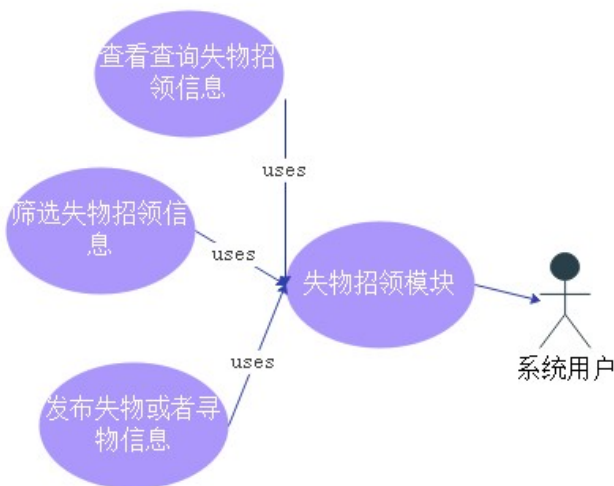 查看查询失物招
领信息
uses
筛选失物招领信
息
uses
失物招领模块
系统用户
uses
发布失物或者寻
物信息